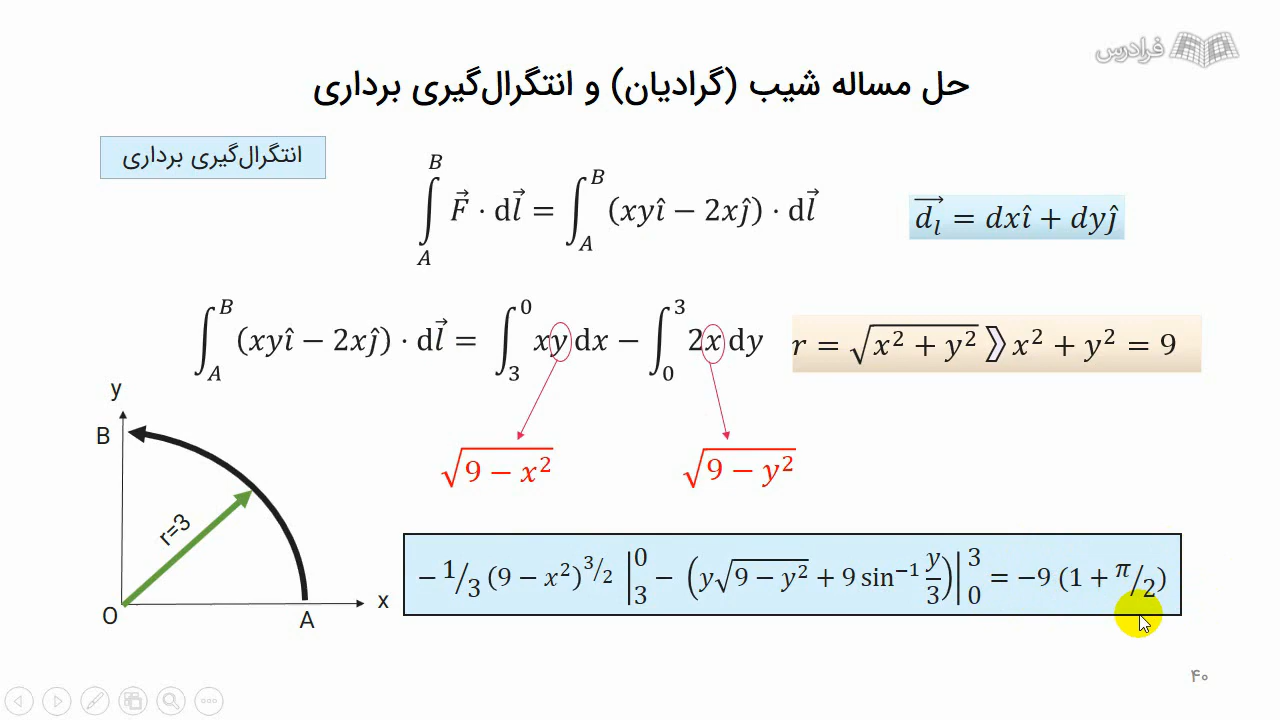 فرادرس
حل مساله شیب (گرادیان) و انتگرال‌گیری برداری
انتگرال‌گیری برداری
∫_A^B F⃗ · dl⃗ = ∫_A^B (xyî − 2xĵ) · dl⃗
d_l⃗ = dxî + dyĵ
∫_A^B (xyî − 2xĵ) · dl⃗ = ∫_3^0 xy dx − ∫_0^3 2x dy
r = √(x² + y²) ⟫ x² + y² = 9
√(9 − x²)
√(9 − y²)
y
B
r=3
O
A
x
−1/3 (9 − x²)^(3/2) |_3^0 − (y√(9 − y²) + 9 sin⁻¹ y/3)|_0^3 = −9 (1 + π/2)
۴۰